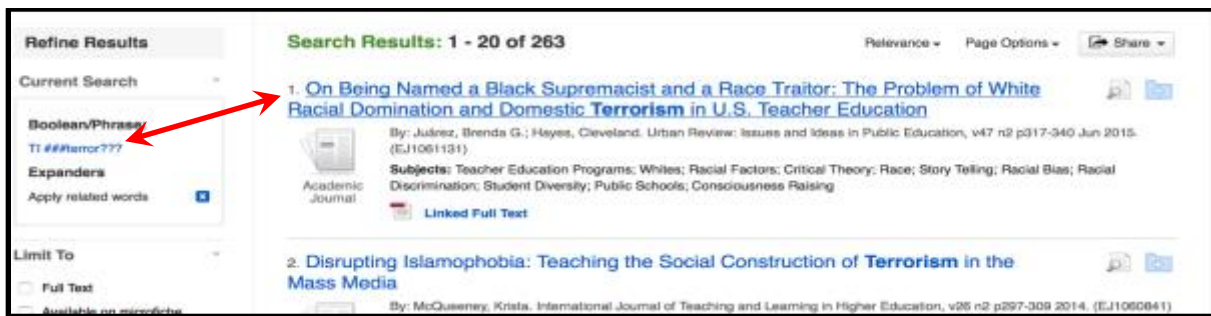 Refine Results
Current Search
Boolean/Phrase:
TI ###terror???
Expanders
Apply related words
Limit To
Full Text
Available on microfiche
Search Results: 1 - 20 of 263
Relevance
Page Options
Share
1. On Being Named a Black Supremacist and a Race Traitor: The Problem of White
Racial Domination and Domestic Terrorism in U.S. Teacher Education
By: Juárez, Brenda G.; Hayes, Cleveland. Urban Review: Issues and Ideas in Public Education, v47 n2 p317-340 Jun 2015.
(EJ1061131)
Subjects: Teacher Education Programs; Whites; Racial Factors; Critical Theory; Race; Story Telling; Racial Bias; Racial
Discrimination; Student Diversity; Public Schools; Consciousness Raising
Academic
Journal
Linked Full Text
2. Disrupting Islamophobia: Teaching the Social Construction of Terrorism in the
Mass Media
By: McQueeney, Krista. International Journal of Teaching and Learning in Higher Education, v26 n2 p297-309 2014. (EJ1060841)